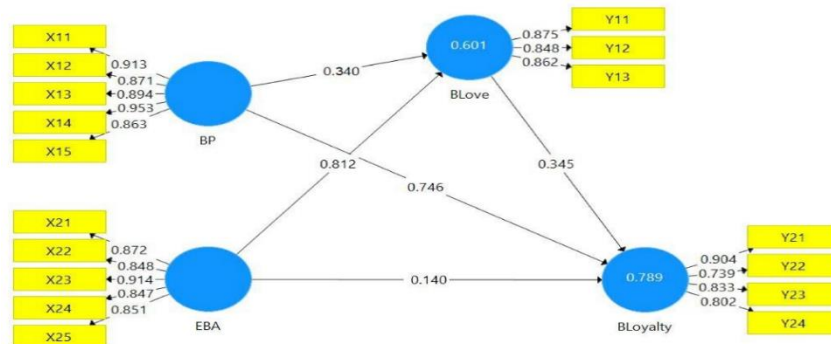 X11
X12
X13
X14
X15
0.913
0.871
0.894
0.953
0.863
BP
0.340
0.601
BLove
0.875
0.848
0.862
Y11
Y12
Y13
0.812
0.746
0.345
X21
X22
X23
X24
X25
0.872
0.848
0.914
0.847
0.851
EBA
0.140
0.789
BLoyalty
0.904
0.739
0.833
0.802
Y21
Y22
Y23
Y24